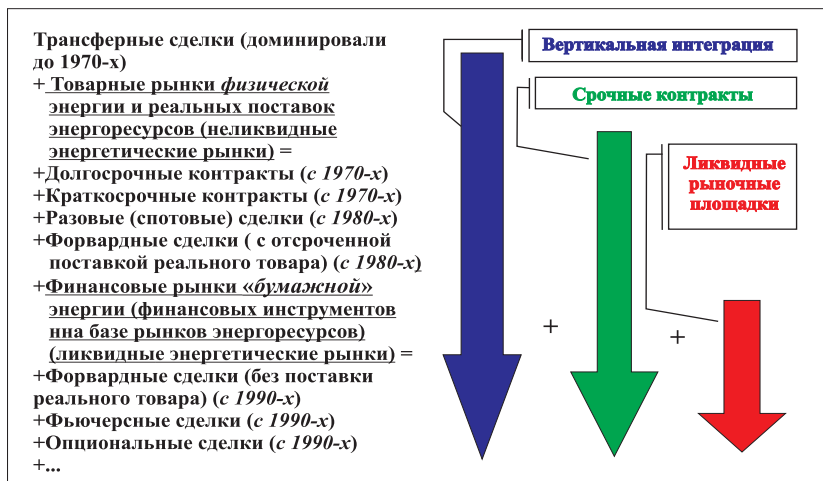 Трансферные сделки (доминировали
до 1970-х)
+ Товарные рынки физической
энергии и реальных поставок
энергоресурсов (неликвидные
энергетические рынки) =
+Долгосрочные контракты (с 1970-х)
+Краткосрочные контракты (с 1970-х)
+Разовые (спотовые) сделки (с 1980-х)
+Форвардные сделки ( с отсроченной
поставкой реального товара) (с 1980-х)
+Финансовые рынки «бумажной»
энергии (финансовых инструментов
нна базе рынков энергоресурсов)
(ликвидные энергетические рынки) =
+Форвардные сделки (без поставки
реального товара) (с 1990-х)
+Фьючерсные сделки (с 1990-х)
+Опциональные сделки (с 1990-х)
+...
Вертикальная интеграция
Срочные контракты
Ликвидные
рыночные
площадки
+
+